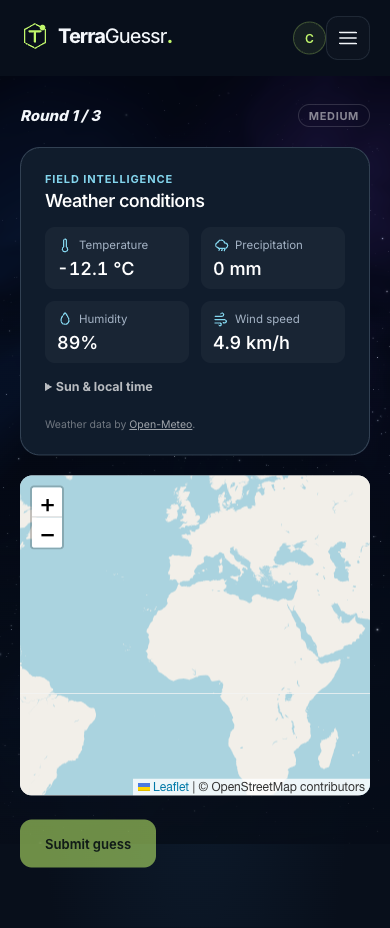 TerraGuessr.
C
Round 1 / 3
MEDIUM
FIELD INTELLIGENCE
Weather conditions
Temperature
-12.1 °C
Precipitation
0 mm
Humidity
89%
Wind speed
4.9 km/h
Sun & local time
Weather data by Open-Meteo.
+
−
Leaflet | © OpenStreetMap contributors
Submit guess